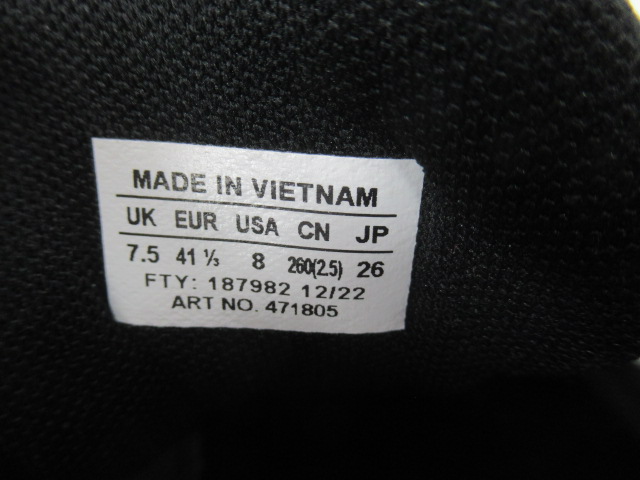 MADE IN VIETNAM
UK EUR USA CN JP
7.5 41 ⅓ 8 260(2.5) 26
FTY: 187982 12/22
ART NO. 471805